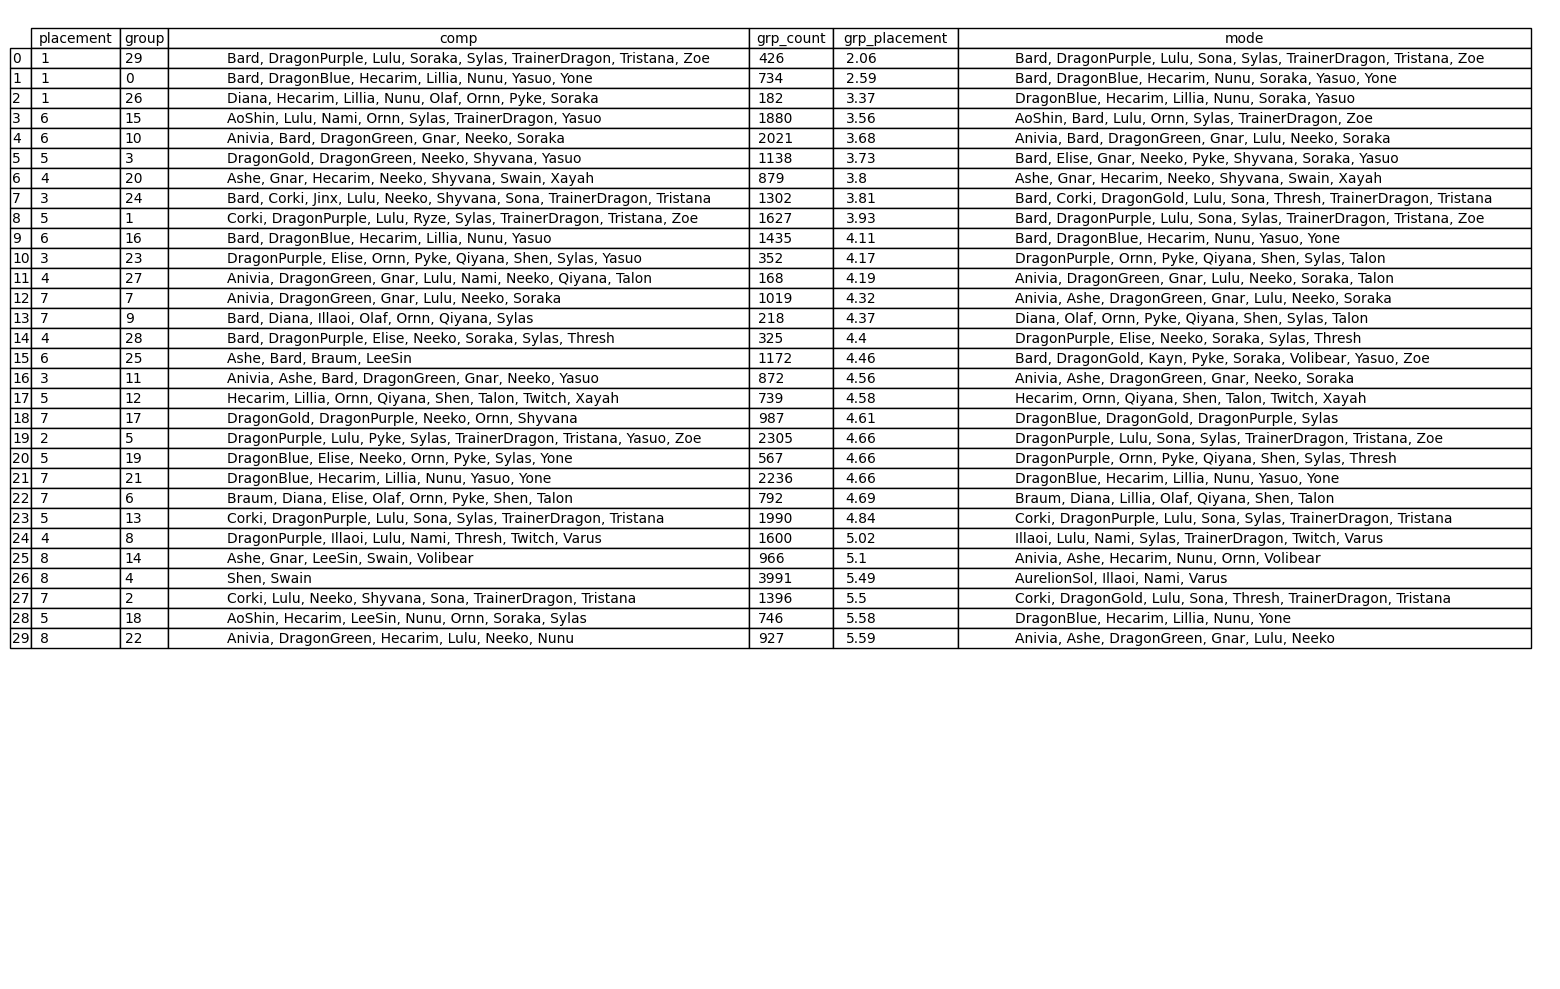 placement group comp grp_count grp_placement mode
0 1 29 Bard, DragonPurple, Lulu, Soraka, Sylas, TrainerDragon, Tristana, Zoe 426 2.06 Bard, DragonPurple, Lulu, Sona, Sylas, TrainerDragon, Tristana, Zoe
1 1 0 Bard, DragonBlue, Hecarim, Lillia, Nunu, Yasuo, Yone 734 2.59 Bard, DragonBlue, Hecarim, Nunu, Soraka, Yasuo, Yone
2 1 26 Diana, Hecarim, Lillia, Nunu, Olaf, Ornn, Pyke, Soraka 182 3.37 DragonBlue, Hecarim, Lillia, Nunu, Soraka, Yasuo
3 6 15 AoShin, Lulu, Nami, Ornn, Sylas, TrainerDragon, Yasuo 1880 3.56 AoShin, Bard, Lulu, Ornn, Sylas, TrainerDragon, Zoe
4 6 10 Anivia, Bard, DragonGreen, Gnar, Neeko, Soraka 2021 3.68 Anivia, Bard, DragonGreen, Gnar, Lulu, Neeko, Soraka
5 5 3 DragonGold, DragonGreen, Neeko, Shyvana, Yasuo 1138 3.73 Bard, Elise, Gnar, Neeko, Pyke, Shyvana, Soraka, Yasuo
6 4 20 Ashe, Gnar, Hecarim, Neeko, Shyvana, Swain, Xayah 879 3.8 Ashe, Gnar, Hecarim, Neeko, Shyvana, Swain, Xayah
7 3 24 Bard, Corki, Jinx, Lulu, Neeko, Shyvana, Sona, TrainerDragon, Tristana 1302 3.81 Bard, Corki, DragonGold, Lulu, Sona, Thresh, TrainerDragon, Tristana
8 5 1 Corki, DragonPurple, Lulu, Ryze, Sylas, TrainerDragon, Tristana, Zoe 1627 3.93 Bard, DragonPurple, Lulu, Sona, Sylas, TrainerDragon, Tristana, Zoe
9 6 16 Bard, DragonBlue, Hecarim, Lillia, Nunu, Yasuo 1435 4.11 Bard, DragonBlue, Hecarim, Nunu, Yasuo, Yone
10 3 23 DragonPurple, Elise, Ornn, Pyke, Qiyana, Shen, Sylas, Yasuo 352 4.17 DragonPurple, Ornn, Pyke, Qiyana, Shen, Sylas, Talon
11 4 27 Anivia, DragonGreen, Gnar, Lulu, Nami, Neeko, Qiyana, Talon 168 4.19 Anivia, DragonGreen, Gnar, Lulu, Neeko, Soraka, Talon
12 7 7 Anivia, DragonGreen, Gnar, Lulu, Neeko, Soraka 1019 4.32 Anivia, Ashe, DragonGreen, Gnar, Lulu, Neeko, Soraka
13 7 9 Bard, Diana, Illaoi, Olaf, Ornn, Qiyana, Sylas 218 4.37 Diana, Olaf, Ornn, Pyke, Qiyana, Shen, Sylas, Talon
14 4 28 Bard, DragonPurple, Elise, Neeko, Soraka, Sylas, Thresh 325 4.4 DragonPurple, Elise, Neeko, Soraka, Sylas, Thresh
15 6 25 Ashe, Bard, Braum, LeeSin 1172 4.46 Bard, DragonGold, Kayn, Pyke, Soraka, Volibear, Yasuo, Zoe
16 3 11 Anivia, Ashe, Bard, DragonGreen, Gnar, Neeko, Yasuo 872 4.56 Anivia, Ashe, DragonGreen, Gnar, Neeko, Soraka
17 5 12 Hecarim, Lillia, Ornn, Qiyana, Shen, Talon, Twitch, Xayah 739 4.58 Hecarim, Ornn, Qiyana, Shen, Talon, Twitch, Xayah
18 7 17 DragonGold, DragonPurple, Neeko, Ornn, Shyvana 987 4.61 DragonBlue, DragonGold, DragonPurple, Sylas
19 2 5 DragonPurple, Lulu, Pyke, Sylas, TrainerDragon, Tristana, Yasuo, Zoe 2305 4.66 DragonPurple, Lulu, Sona, Sylas, TrainerDragon, Tristana, Zoe
20 5 19 DragonBlue, Elise, Neeko, Ornn, Pyke, Sylas, Yone 567 4.66 DragonPurple, Ornn, Pyke, Qiyana, Shen, Sylas, Thresh
21 7 21 DragonBlue, Hecarim, Lillia, Nunu, Yasuo, Yone 2236 4.66 DragonBlue, Hecarim, Lillia, Nunu, Yasuo, Yone
22 7 6 Braum, Diana, Elise, Olaf, Ornn, Pyke, Shen, Talon 792 4.69 Braum, Diana, Lillia, Olaf, Qiyana, Shen, Talon
23 5 13 Corki, DragonPurple, Lulu, Sona, Sylas, TrainerDragon, Tristana 1990 4.84 Corki, DragonPurple, Lulu, Sona, Sylas, TrainerDragon, Tristana
24 4 8 DragonPurple, Illaoi, Lulu, Nami, Thresh, Twitch, Varus 1600 5.02 Illaoi, Lulu, Nami, Sylas, TrainerDragon, Twitch, Varus
25 8 14 Ashe, Gnar, LeeSin, Swain, Volibear 966 5.1 Anivia, Ashe, Hecarim, Nunu, Ornn, Volibear
26 8 4 Shen, Swain 3991 5.49 AurelionSol, Illaoi, Nami, Varus
27 7 2 Corki, Lulu, Neeko, Shyvana, Sona, TrainerDragon, Tristana 1396 5.5 Corki, DragonGold, Lulu, Sona, Thresh, TrainerDragon, Tristana
28 5 18 AoShin, Hecarim, LeeSin, Nunu, Ornn, Soraka, Sylas 746 5.58 DragonBlue, Hecarim, Lillia, Nunu, Yone
29 8 22 Anivia, DragonGreen, Hecarim, Lulu, Neeko, Nunu 927 5.59 Anivia, Ashe, DragonGreen, Gnar, Lulu, Neeko